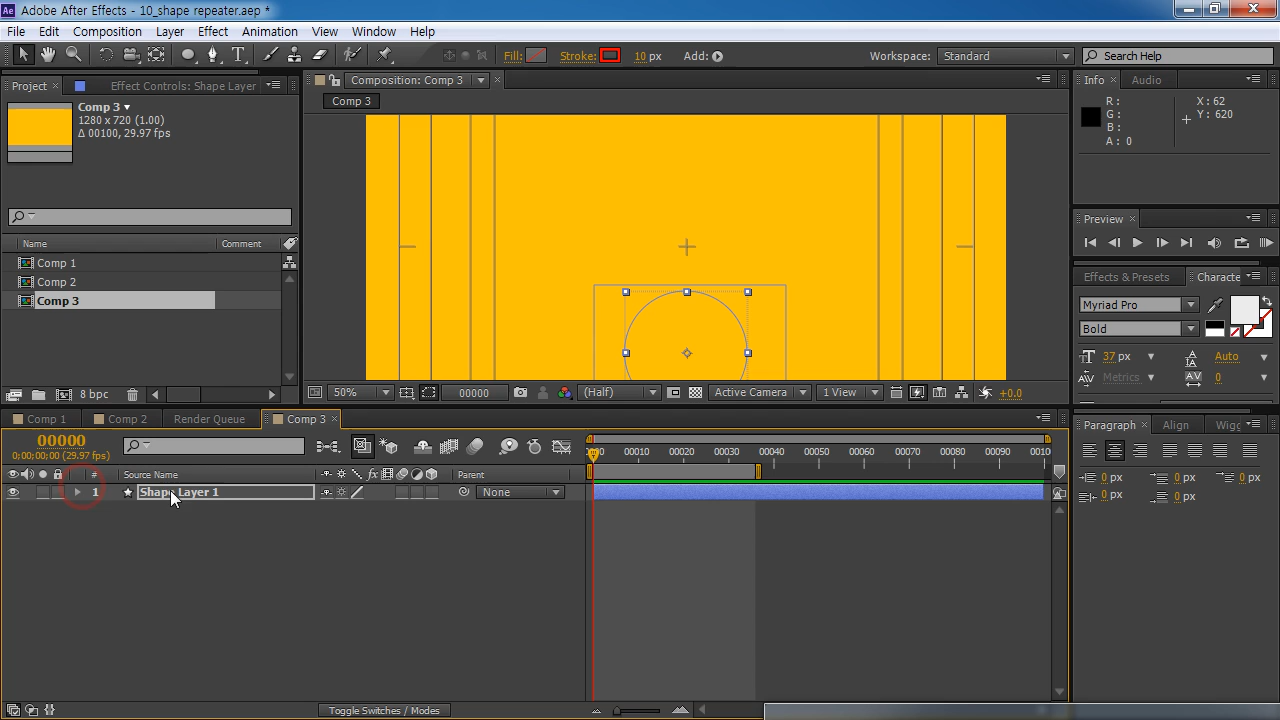 Ae Adobe After Effects - 10_shape repeater.aep *
File Edit Composition Layer Effect Animation View Window Help
Fill: Stroke: 10 px Add: Workspace: Standard Search Help
Project × Effect Controls: Shape Layer
Comp 3
1280 x 720 (1.00)
Δ 00100, 29.97 fps
Name Comment
Comp 1
Comp 2
Comp 3
8 bpc
Composition: Comp 3
Comp 3
50% 00000 (Half) Active Camera 1 View +0.0
Info × Audio
R : X : 62
G : Y : 620
B :
A : 0
Preview ×
Effects & Presets Characte
Myriad Pro
Bold
37 px Auto
Metrics 0
Comp 1 Comp 2 Render Queue Comp 3 ×
00000
0;00;00;00 (29.97 fps)
# Source Name Parent
1 Shape Layer 1 None
00010 00020 00030 00040 00050 00060 00070 00080 00090 0010
Toggle Switches / Modes
Paragraph × Align Wigg
0 px 0 px 0 px
0 px 0 px